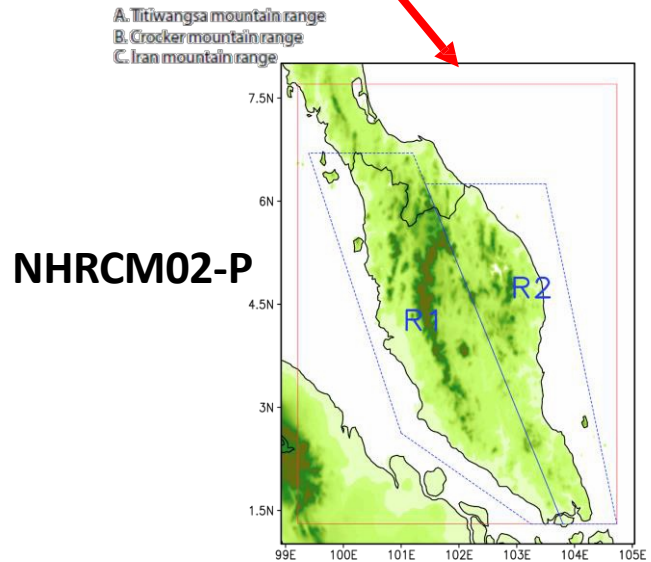 A. Titiwangsa mountain range
B. Crocker mountain range
C. Iran mountain range
7.5N
6N
NHRCM02-P
R2
4.5N
R1
3N
1.5N
99E 100E 101E 102E 103E 104E 105E